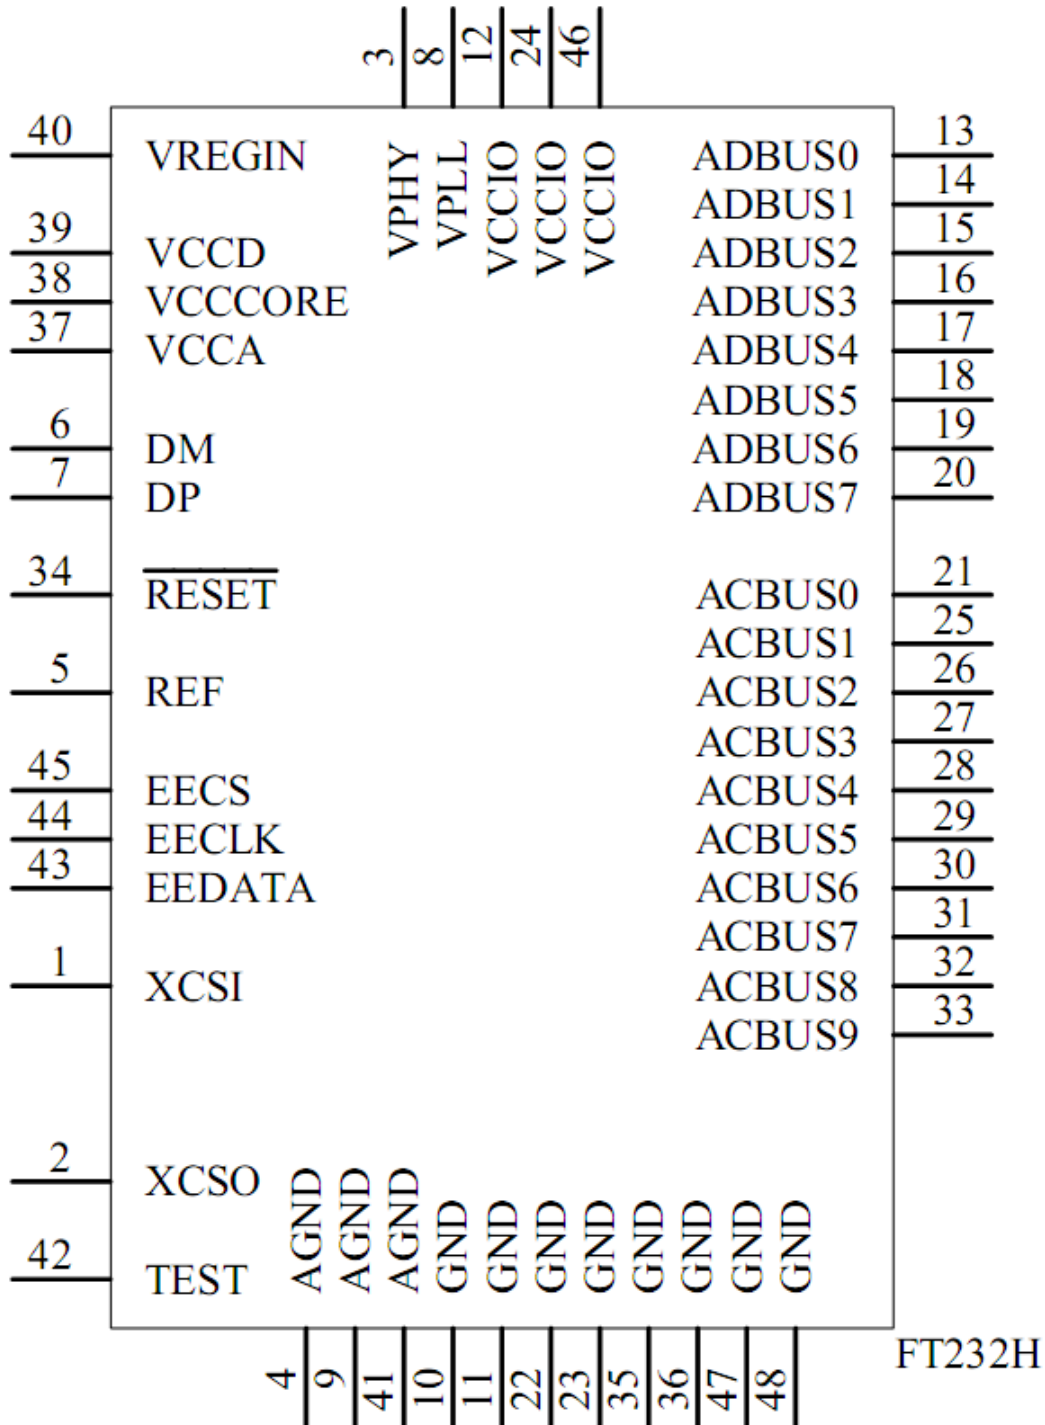 3 8 12 24 46
VPHY VPLL VCCIO VCCIO VCCIO
40 VREGIN ADBUS0 13
ADBUS1 14
39 VCCD ADBUS2 15
38 VCCCORE ADBUS3 16
37 VCCA ADBUS4 17
ADBUS5 18
6 DM ADBUS6 19
7 DP ADBUS7 20
34 RESET ACBUS0 21
ACBUS1 25
5 REF ACBUS2 26
ACBUS3 27
45 EECS ACBUS4 28
44 EECLK ACBUS5 29
43 EEDATA ACBUS6 30
ACBUS7 31
1 XCSI ACBUS8 32
ACBUS9 33
2 XCSO
42 TEST
AGND AGND AGND GND GND GND GND GND GND GND GND
4 9 41 10 11 22 23 35 36 47 48
FT232H